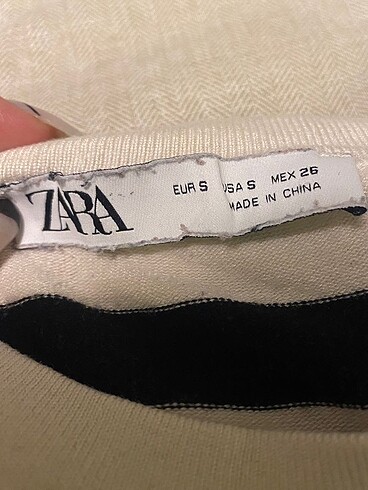 ZARA
EUR S USA S MEX 26
MADE IN CHINA